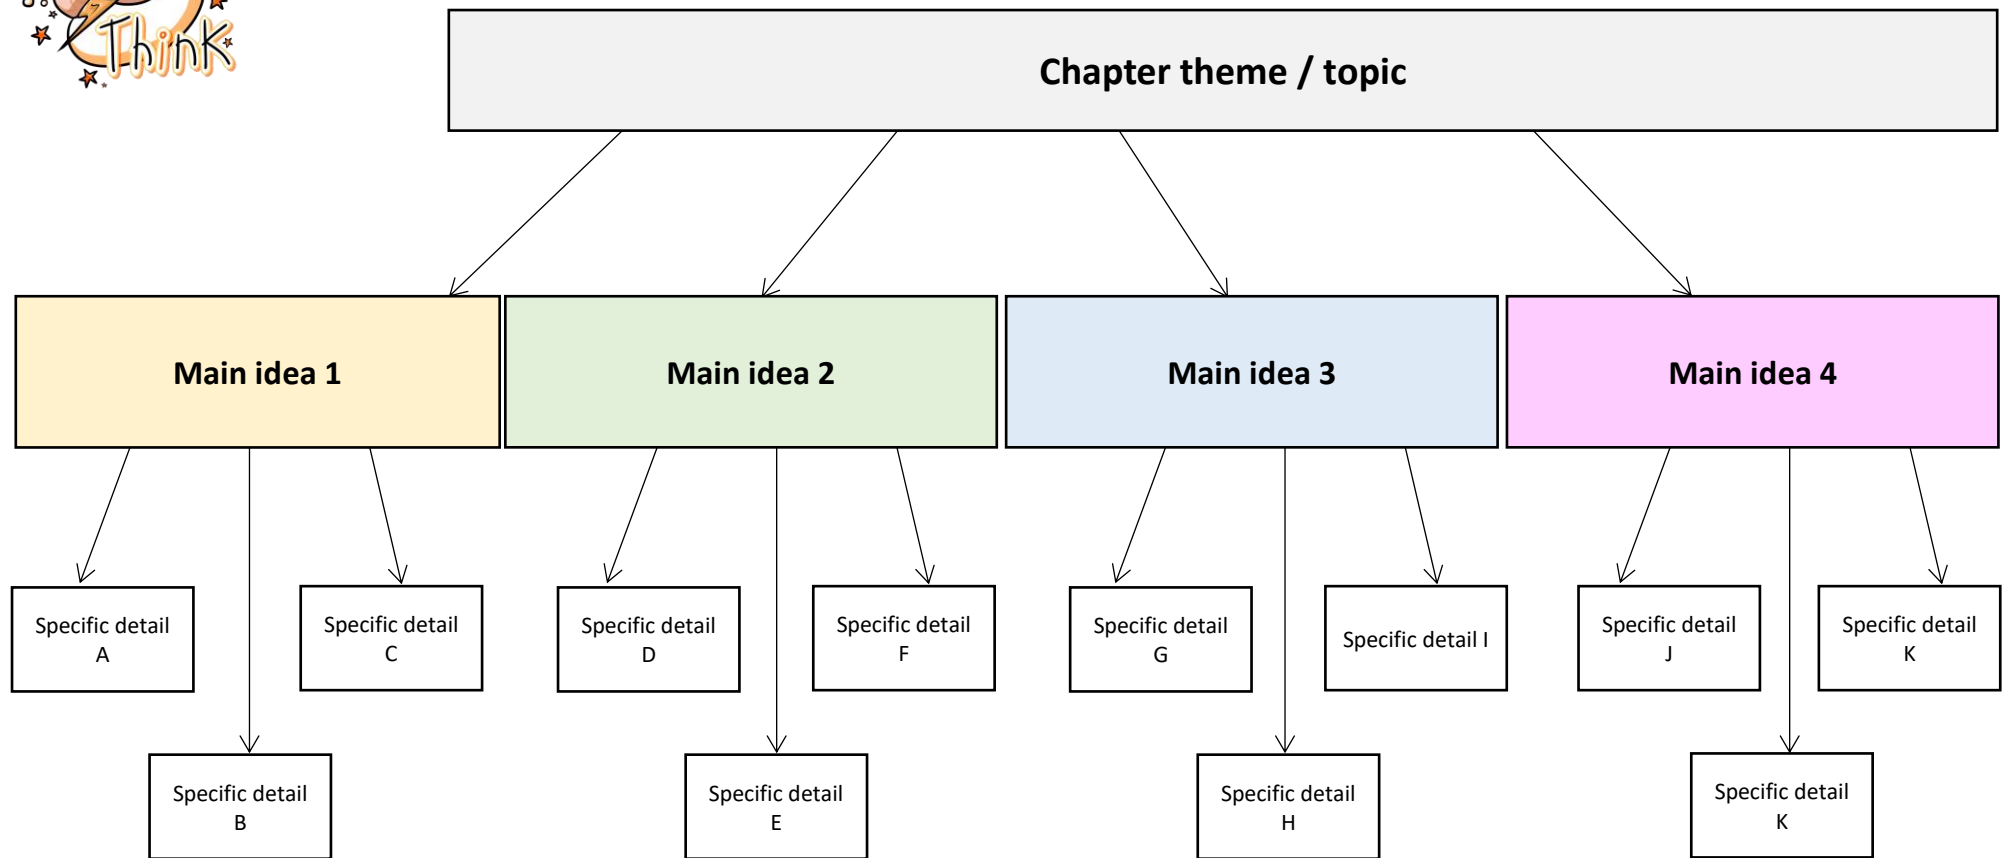 Think
Chapter theme / topic
Main idea 1
Main idea 2
Main idea 3
Main idea 4
Specific detail
A
Specific detail
C
Specific detail
D
Specific detail
F
Specific detail
G
Specific detail I
Specific detail
J
Specific detail
K
Specific detail
B
Specific detail
E
Specific detail
H
Specific detail
K